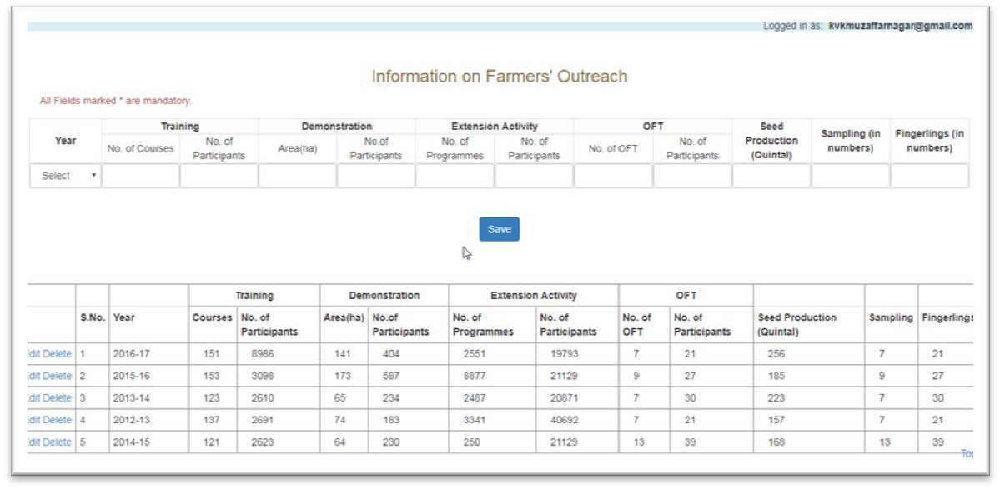 Logged in as: kvkmuzaffarnagar@gmail.com
Information on Farmers' Outreach
All Fields marked * are mandatory.
Year Training Demonstration Extension Activity OFT Seed Production (Quintal) Sampling (in numbers) Fingerlings (in numbers)
No. of Courses No. of Participants Area(ha) No.of Participants No. of Programmes No. of Participants No. of OFT No. of Participants
Select
Save
Training Demonstration Extension Activity OFT
S.No. Year Courses No. of Participants Area(ha) No.of Participants No. of Programmes No. of Participants No. of OFT No. of Participants Seed Production (Quintal) Sampling Fingerlings
Edit Delete 1 2016-17 151 8986 141 404 2551 19793 7 21 256 7 21
Edit Delete 2 2015-16 153 3098 173 587 8877 21129 9 27 185 9 27
Edit Delete 3 2013-14 123 2610 65 234 2487 20871 7 30 223 7 30
Edit Delete 4 2012-13 137 2691 74 183 3341 40692 7 21 157 7 21
Edit Delete 5 2014-15 121 2623 64 230 250 21129 13 39 168 13 39